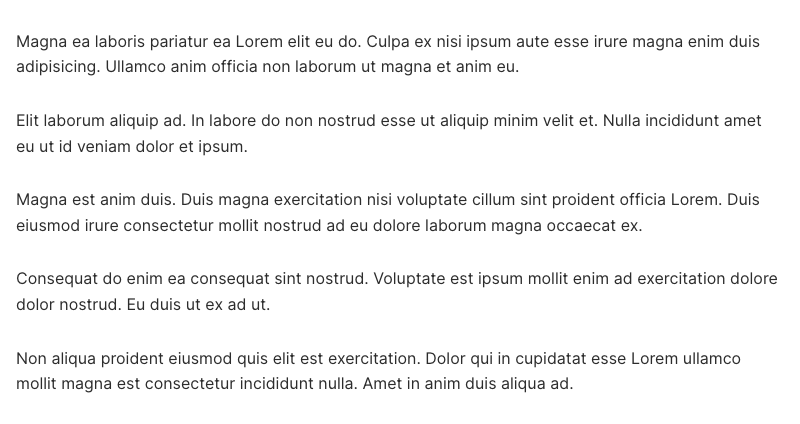 Magna ea laboris pariatur ea Lorem elit eu do. Culpa ex nisi ipsum aute esse irure magna enim duis
adipisicing. Ullamco anim officia non laborum ut magna et anim eu.
Elit laborum aliquip ad. In labore do non nostrud esse ut aliquip minim velit et. Nulla incididunt amet
eu ut id veniam dolor et ipsum.
Magna est anim duis. Duis magna exercitation nisi voluptate cillum sint proident officia Lorem. Duis
eiusmod irure consectetur mollit nostrud ad eu dolore laborum magna occaecat ex.
Consequat do enim ea consequat sint nostrud. Voluptate est ipsum mollit enim ad exercitation dolore
dolor nostrud. Eu duis ut ex ad ut.
Non aliqua proident eiusmod quis elit est exercitation. Dolor qui in cupidatat esse Lorem ullamco
mollit magna est consectetur incididunt nulla. Amet in anim duis aliqua ad.